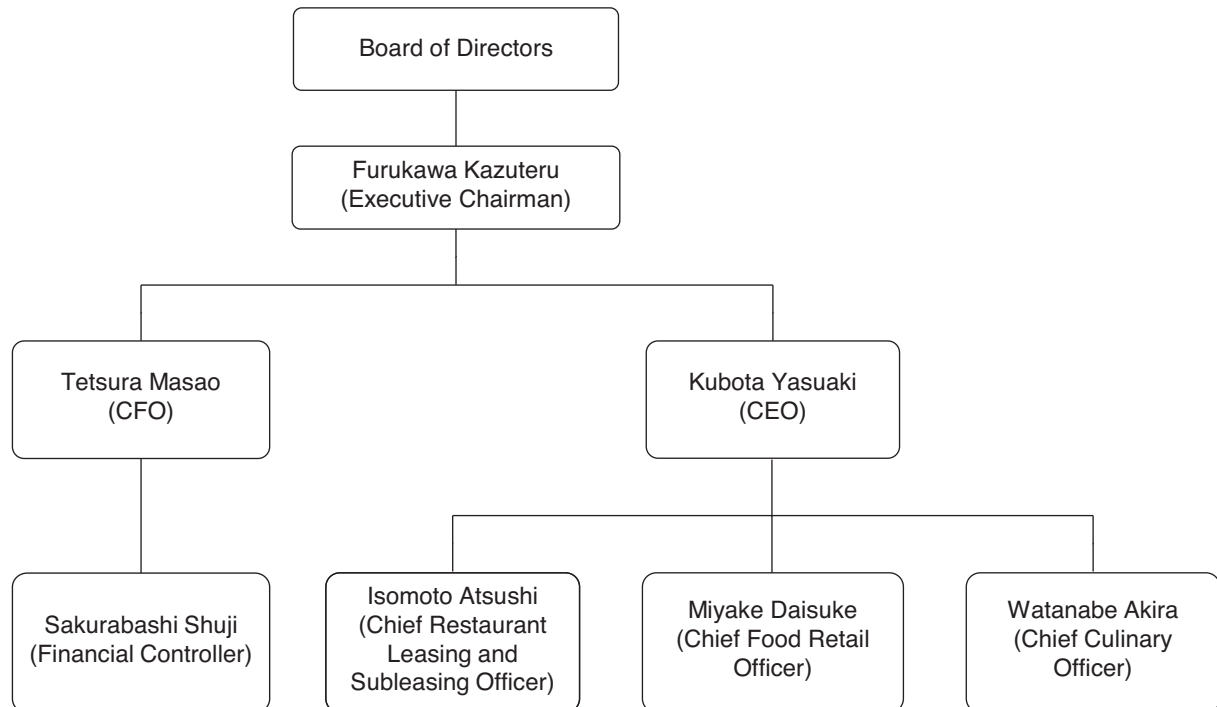 Board of Directors
Furukawa Kazuteru
(Executive Chairman)
Tetsura Masao
(CFO)
Kubota Yasuaki
(CEO)
Sakurabashi Shuji
(Financial Controller)
Isomoto Atsushi
(Chief Restaurant
Leasing and
Subleasing Officer)
Miyake Daisuke
(Chief Food Retail
Officer)
Watanabe Akira
(Chief Culinary
Officer)